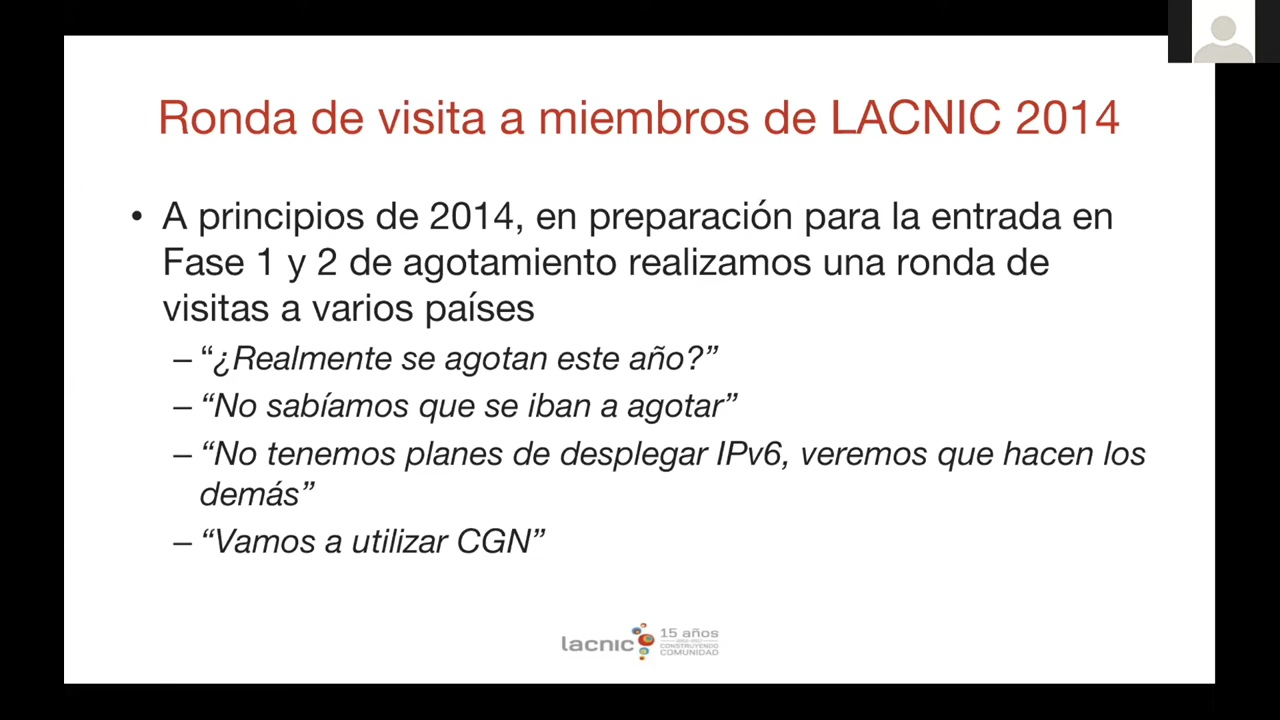 Ronda de visita a miembros de LACNIC 2014
• A principios de 2014, en preparación para la entrada en
Fase 1 y 2 de agotamiento realizamos una ronda de
visitas a varios países
– “¿Realmente se agotan este año?”
– “No sabíamos que se iban a agotar”
– “No tenemos planes de desplegar IPv6, veremos que hacen los
demás”
– “Vamos a utilizar CGN”
lacnic
15 años
CONSTRUYENDO
COMUNIDAD